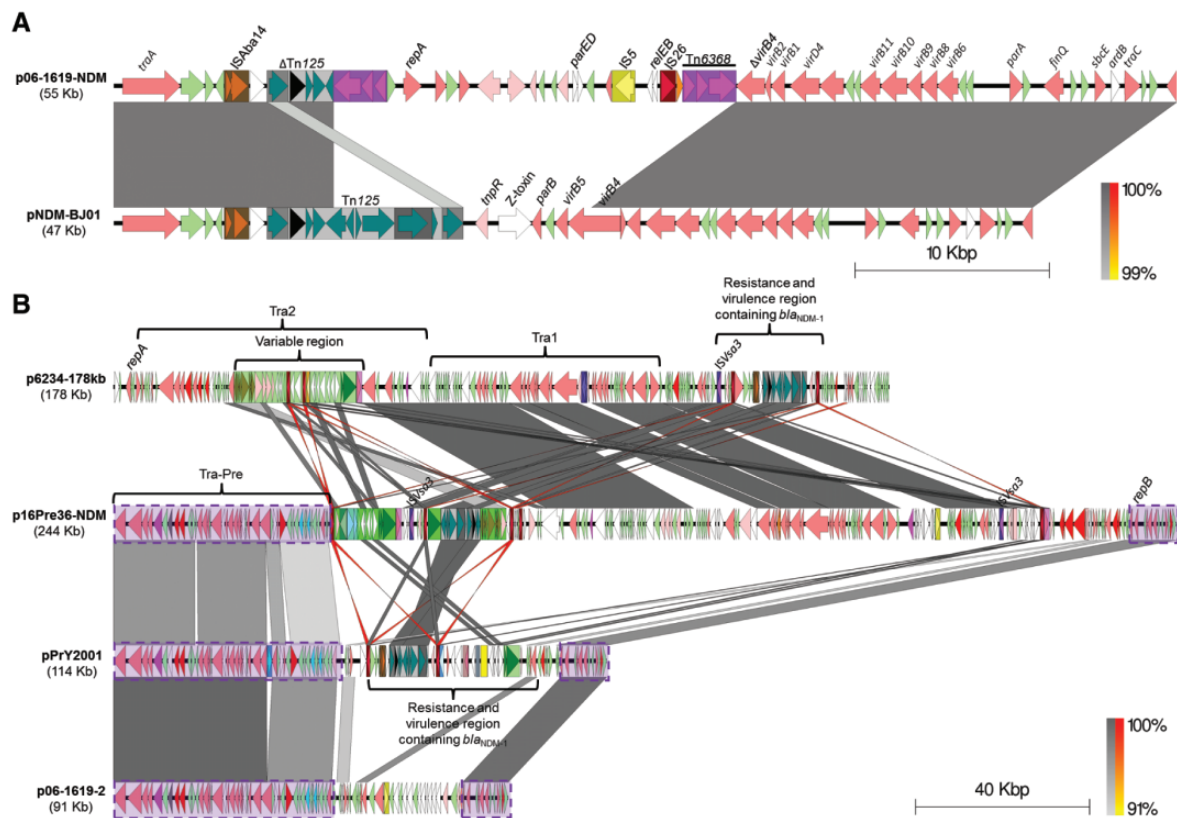 A
traA
ISAba14
ΔTn125
repA
parED
IS5
relEB
IS26
Tn6368
ΔvirB4
virB2
virB1
virD4
virB11
virB10
virB9
virB8
virB6
parA
finQ
sbcE
ardB
traC
p06-1619-NDM
(55 Kb)
Tn125
tnpR
Z-toxin
parB
virB5
virB4
pNDM-BJ01
(47 Kb)
10 Kbp
100%
99%
B
Resistance and
virulence region
containing blaNDM-1
Tra2
Variable region
Tra1
repA
ISVsa3
p6234-178kb
(178 Kb)
Tra-Pre
ISVsa3
ISVsa3
repB
p16Pre36-NDM
(244 Kb)
pPrY2001
(114 Kb)
Resistance and
virulence region
containing blaNDM-1
p06-1619-2
(91 Kb)
40 Kbp
100%
91%